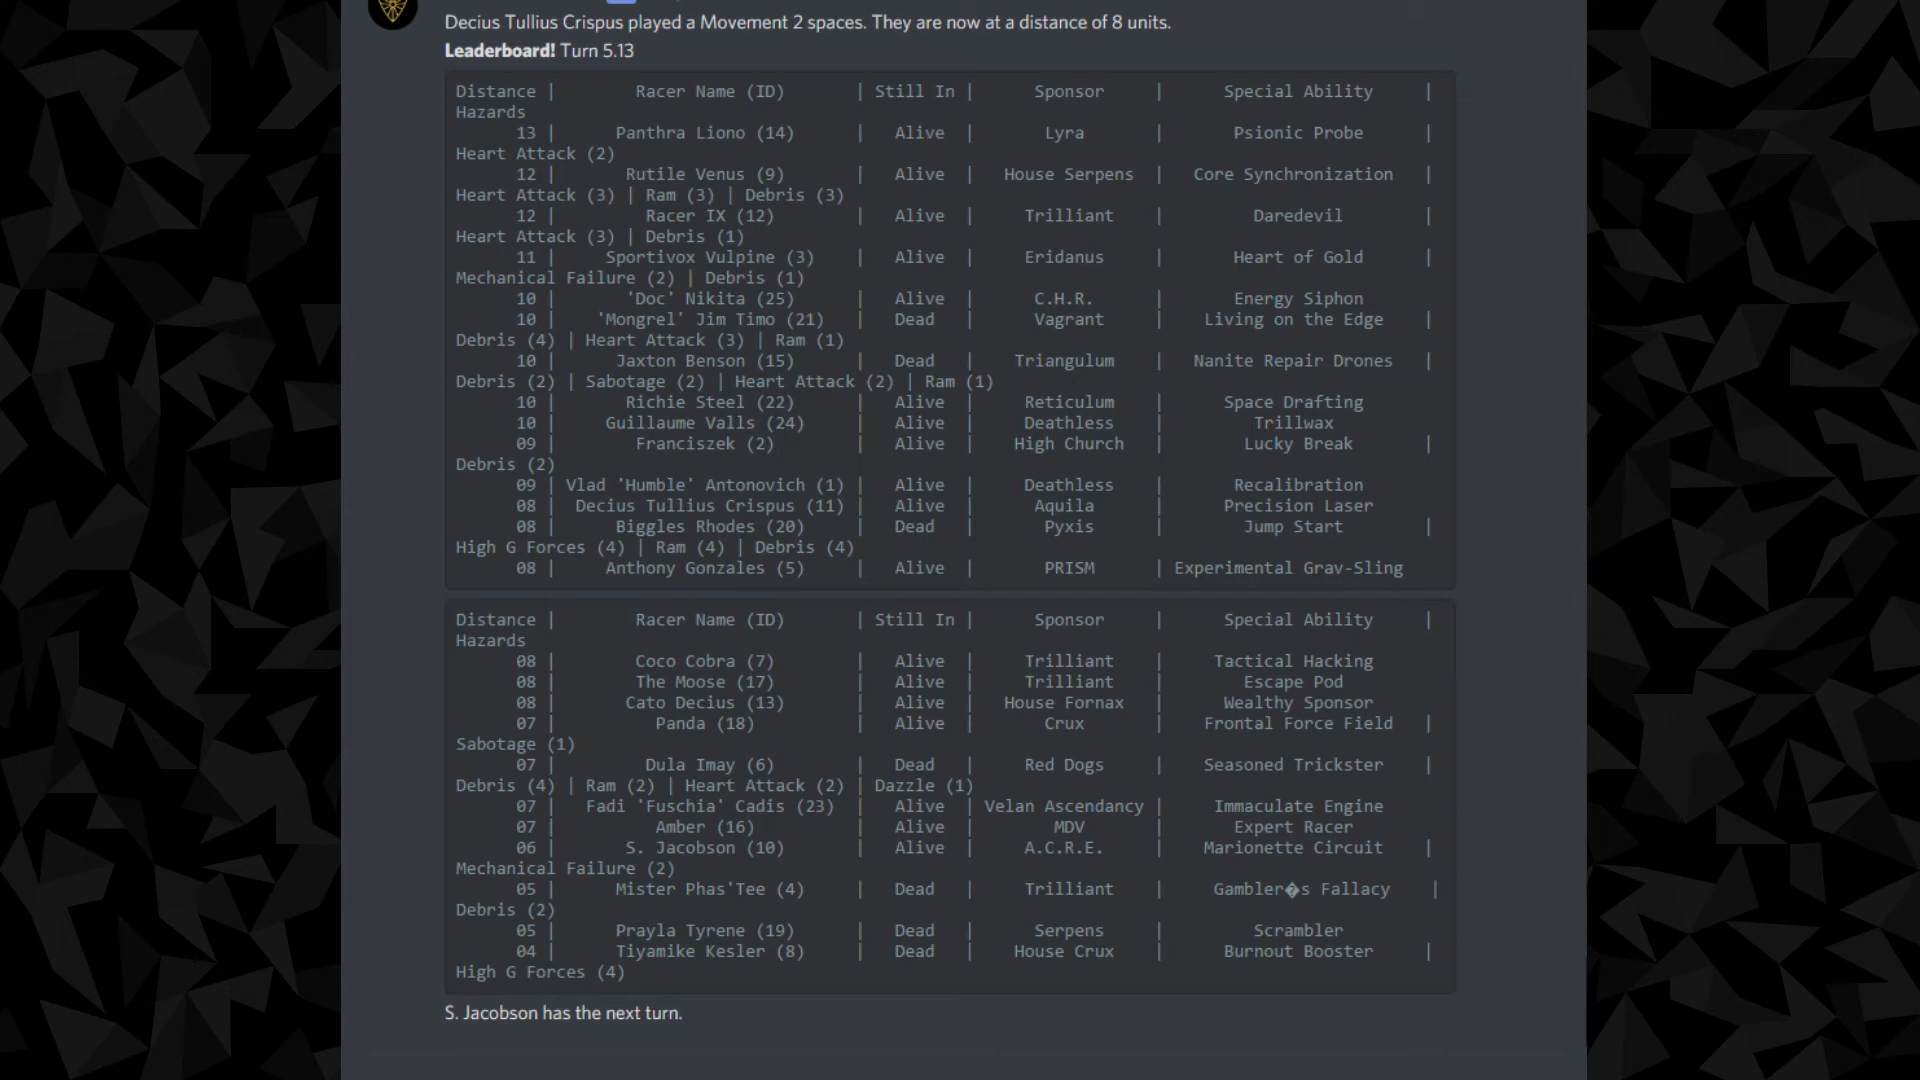 Decius Tullius Crispus played a Movement 2 spaces. They are now at a distance of 8 units.
Leaderboard! Turn 5.13
Distance | Racer Name (ID) | Still In | Sponsor | Special Ability |
Hazards
13 | Panthra Liono (14) | Alive | Lyra | Psionic Probe |
Heart Attack (2)
12 | Rutile Venus (9) | Alive | House Serpens | Core Synchronization |
Heart Attack (3) | Ram (3) | Debris (3)
12 | Racer IX (12) | Alive | Trilliant | Daredevil |
Heart Attack (3) | Debris (1)
11 | Sportivox Vulpine (3) | Alive | Eridanus | Heart of Gold |
Mechanical Failure (2) | Debris (1)
10 | 'Doc' Nikita (25) | Alive | C.H.R. | Energy Siphon
10 | 'Mongrel' Jim Timo (21) | Dead | Vagrant | Living on the Edge |
Debris (4) | Heart Attack (3) | Ram (1)
10 | Jaxton Benson (15) | Dead | Triangulum | Nanite Repair Drones |
Debris (2) | Sabotage (2) | Heart Attack (2) | Ram (1)
10 | Richie Steel (22) | Alive | Reticulum | Space Drafting
10 | Guillaume Valls (24) | Alive | Deathless | Trillwax
09 | Franciszek (2) | Alive | High Church | Lucky Break |
Debris (2)
09 | Vlad 'Humble' Antonovich (1) | Alive | Deathless | Recalibration
08 | Decius Tullius Crispus (11) | Alive | Aquila | Precision Laser
08 | Biggles Rhodes (20) | Dead | Pyxis | Jump Start |
High G Forces (4) | Ram (4) | Debris (4)
08 | Anthony Gonzales (5) | Alive | PRISM | Experimental Grav-Sling
Distance | Racer Name (ID) | Still In | Sponsor | Special Ability |
Hazards
08 | Coco Cobra (7) | Alive | Trilliant | Tactical Hacking
08 | The Moose (17) | Alive | Trilliant | Escape Pod
08 | Cato Decius (13) | Alive | House Fornax | Wealthy Sponsor
07 | Panda (18) | Alive | Crux | Frontal Force Field |
Sabotage (1)
07 | Dula Imay (6) | Dead | Red Dogs | Seasoned Trickster |
Debris (4) | Ram (2) | Heart Attack (2) | Dazzle (1)
07 | Fadi 'Fuschia' Cadis (23) | Alive | Velan Ascendancy | Immaculate Engine
07 | Amber (16) | Alive | MDV | Expert Racer
06 | S. Jacobson (10) | Alive | A.C.R.E. | Marionette Circuit |
Mechanical Failure (2)
05 | Mister Phas'Tee (4) | Dead | Trilliant | Gambler�s Fallacy |
Debris (2)
05 | Prayla Tyrene (19) | Dead | Serpens | Scrambler
04 | Tiyamike Kesler (8) | Dead | House Crux | Burnout Booster |
High G Forces (4)
S. Jacobson has the next turn.